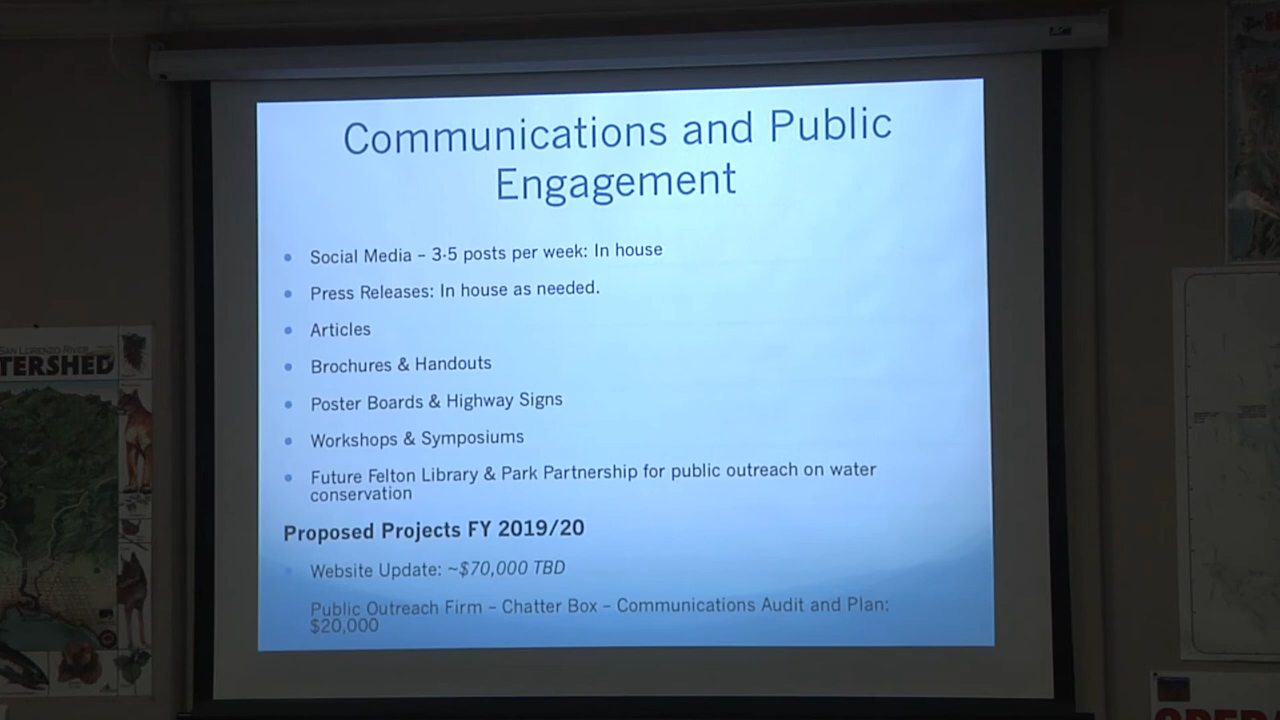 Communications and Public
Engagement
• Social Media – 3-5 posts per week: In house
• Press Releases: In house as needed.
• Articles
• Brochures & Handouts
• Poster Boards & Highway Signs
• Workshops & Symposiums
• Future Felton Library & Park Partnership for public outreach on water
conservation
Proposed Projects FY 2019/20
• Website Update: ~$70,000 TBD
Public Outreach Firm – Chatter Box – Communications Audit and Plan:
$20,000
SAN LORENZO RIVER
TERSHED